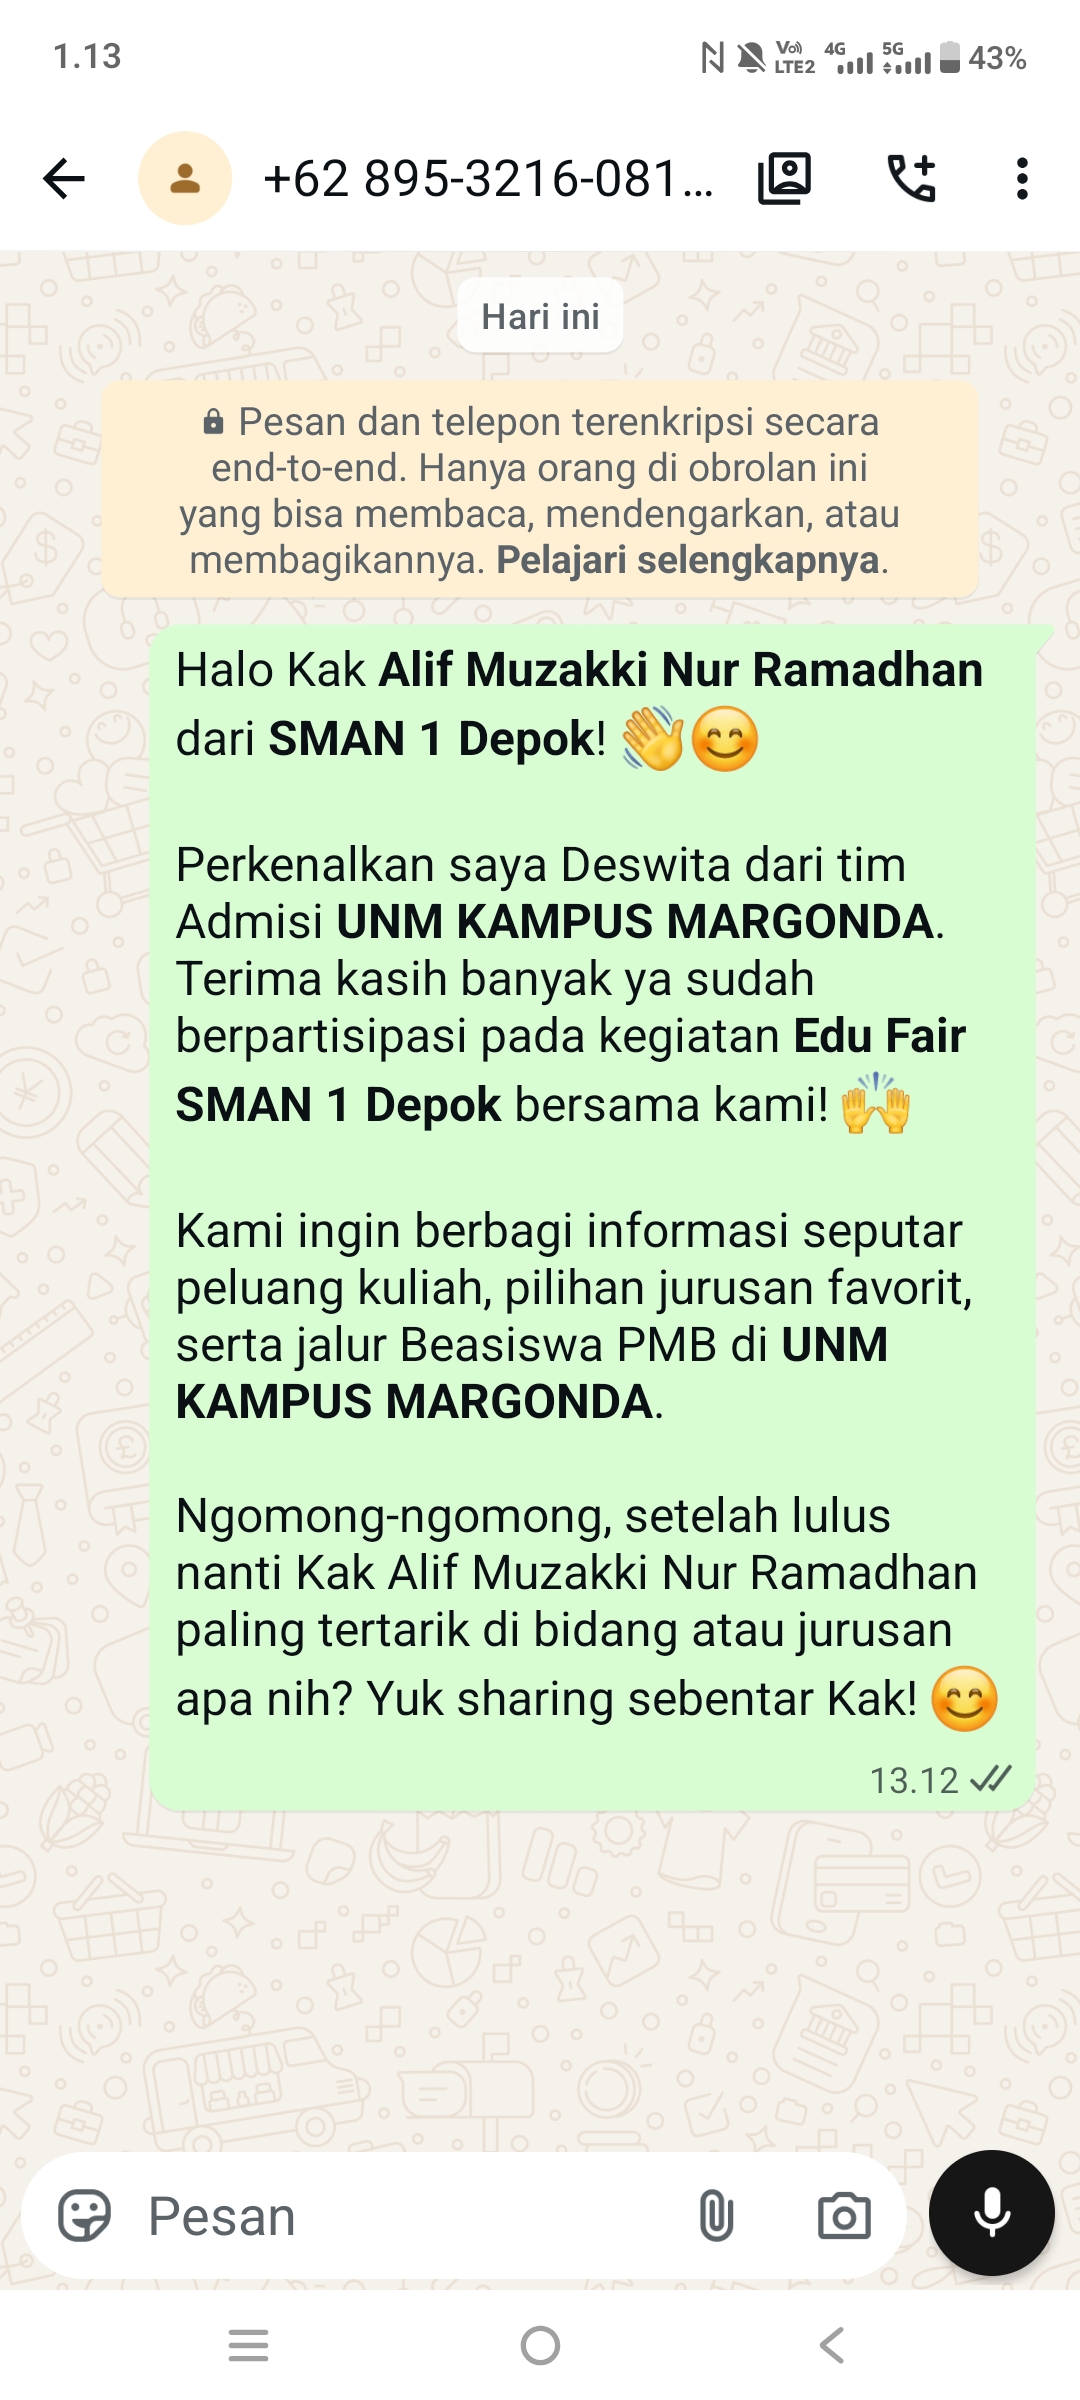 1.13
Vo)) LTE2 4G 5G 43%
+62 895-3216-081...
Hari ini
Pesan dan telepon terenkripsi secara
end-to-end. Hanya orang di obrolan ini
yang bisa membaca, mendengarkan, atau
membagikannya. Pelajari selengkapnya.
Halo Kak Alif Muzakki Nur Ramadhan
dari SMAN 1 Depok! 👋😊
Perkenalkan saya Deswita dari tim
Admisi UNM KAMPUS MARGONDA.
Terima kasih banyak ya sudah
berpartisipasi pada kegiatan Edu Fair
SMAN 1 Depok bersama kami! 🙌
Kami ingin berbagi informasi seputar
peluang kuliah, pilihan jurusan favorit,
serta jalur Beasiswa PMB di UNM
KAMPUS MARGONDA.
Ngomong-ngomong, setelah lulus
nanti Kak Alif Muzakki Nur Ramadhan
paling tertarik di bidang atau jurusan
apa nih? Yuk sharing sebentar Kak! 😊
13.12
Pesan